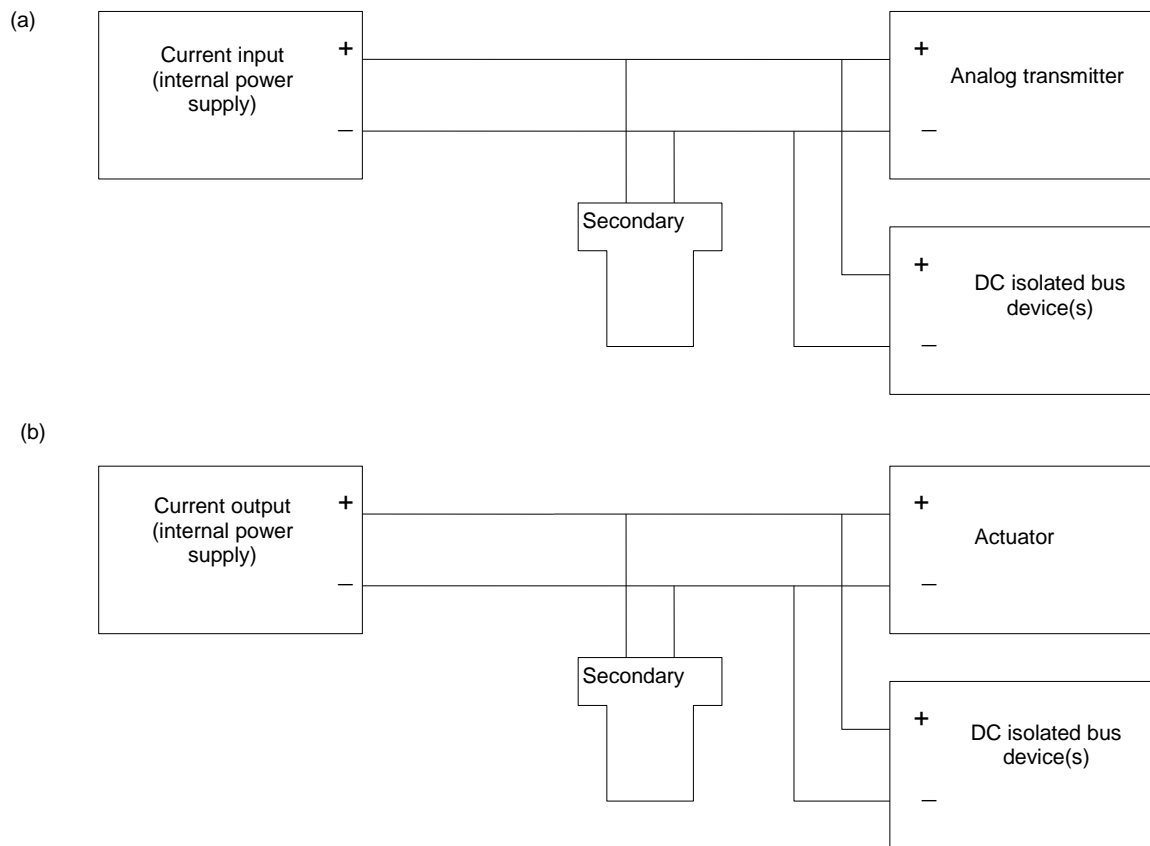 (a)
Current input
(internal power
supply)
+
−
+
Analog transmitter
−
Secondary
+
DC isolated bus
device(s)
−
(b)
Current output
(internal power
supply)
+
−
+
Actuator
−
Secondary
+
DC isolated bus
device(s)
−